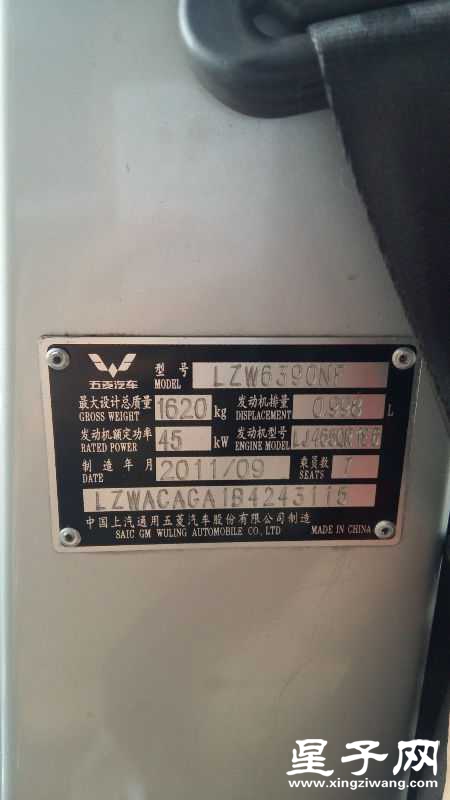 五菱汽车
型号 MODEL LZW6390NF
最大设计总质量 GROSS WEIGHT 1620 kg 发动机排量 DISPLACEMENT 0.998 L
发动机额定功率 RATED POWER 45 kW 发动机型号 ENGINE MODEL
制造年月 DATE 2011/09 乘员数 SEATS 7
LZWACAGA1B4243115
中国上汽通用五菱汽车股份有限公司制造
SAIC GM WULING AUTOMOBILE CO., LTD MADE IN CHINA
星子网
www.xingziwang.com